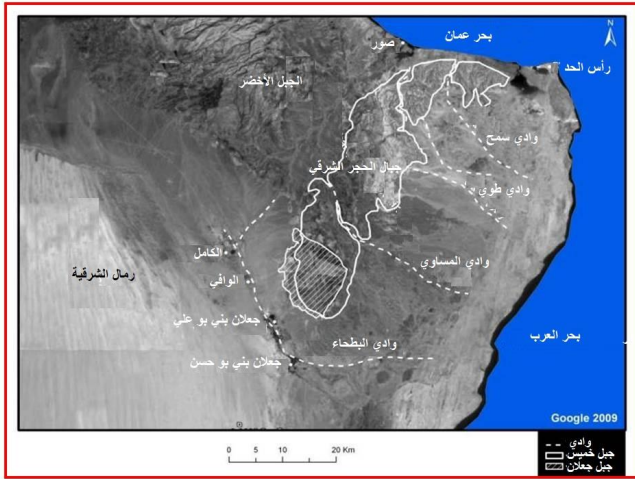 بحر عمان
صور
N
رأس الحد
الجبل الأخضر
وادي سمح
جبال الحجر الشرقي
وادي طوي
الكامل
وادي المساوي
رمال الشرقية
الوافي
جعلان بني بو علي
بحر العرب
وادي البطحاء
جعلان بني بو حسن
Google 2009
0 5 10 20 Km
وادي
جبل خميس
جبل جعلان